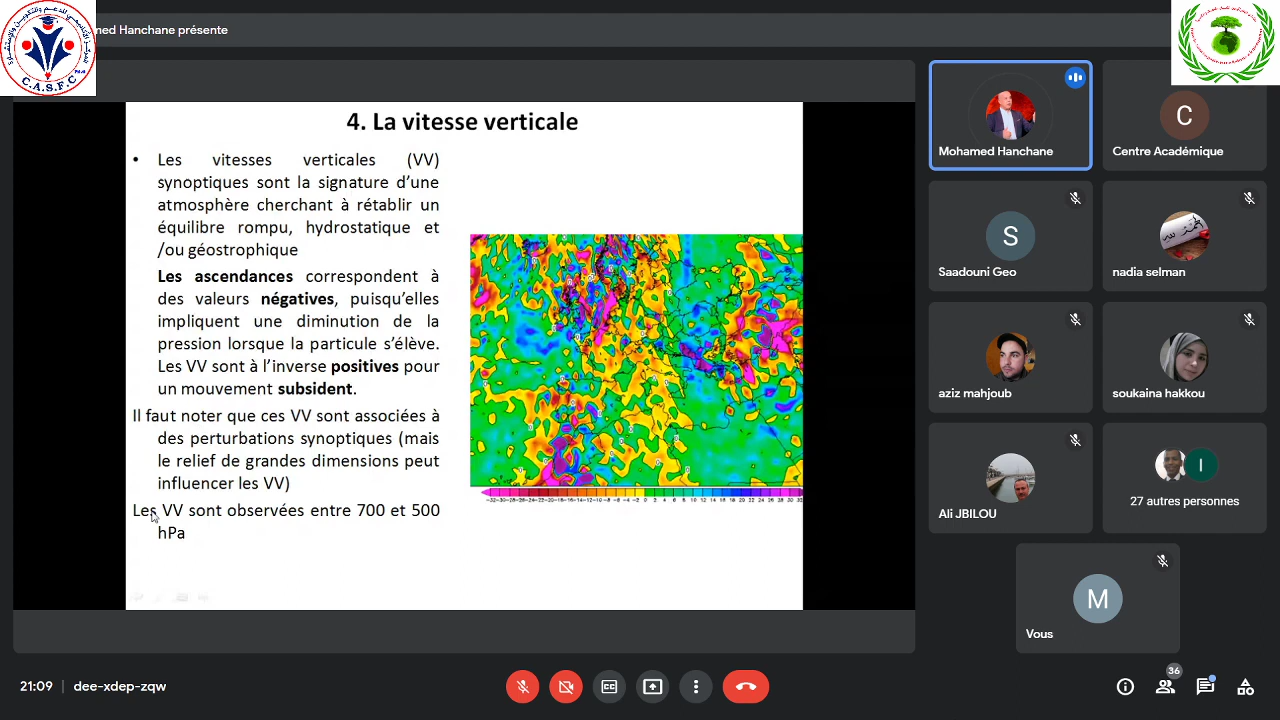 med Hanchane présente
C.A.S.F.C
4. La vitesse verticale
• Les vitesses verticales (VV)
synoptiques sont la signature d’une
atmosphère cherchant à rétablir un
équilibre rompu, hydrostatique et
/ou géostrophique
Les ascendances correspondent à
des valeurs négatives, puisqu’elles
impliquent une diminution de la
pression lorsque la particule s’élève.
Les VV sont à l’inverse positives pour
un mouvement subsident.
Il faut noter que ces VV sont associées à
des perturbations synoptiques (mais
le relief de grandes dimensions peut
influencer les VV)
Les VV sont observées entre 700 et 500
hPa
Mohamed Hanchane
C
Centre Académique
S
Saadouni Geo
nadia selman
aziz mahjoub
soukaina hakkou
Ali JBILOU
I
27 autres personnes
M
Vous
21:09 | dee-xdep-zqw
CC
36